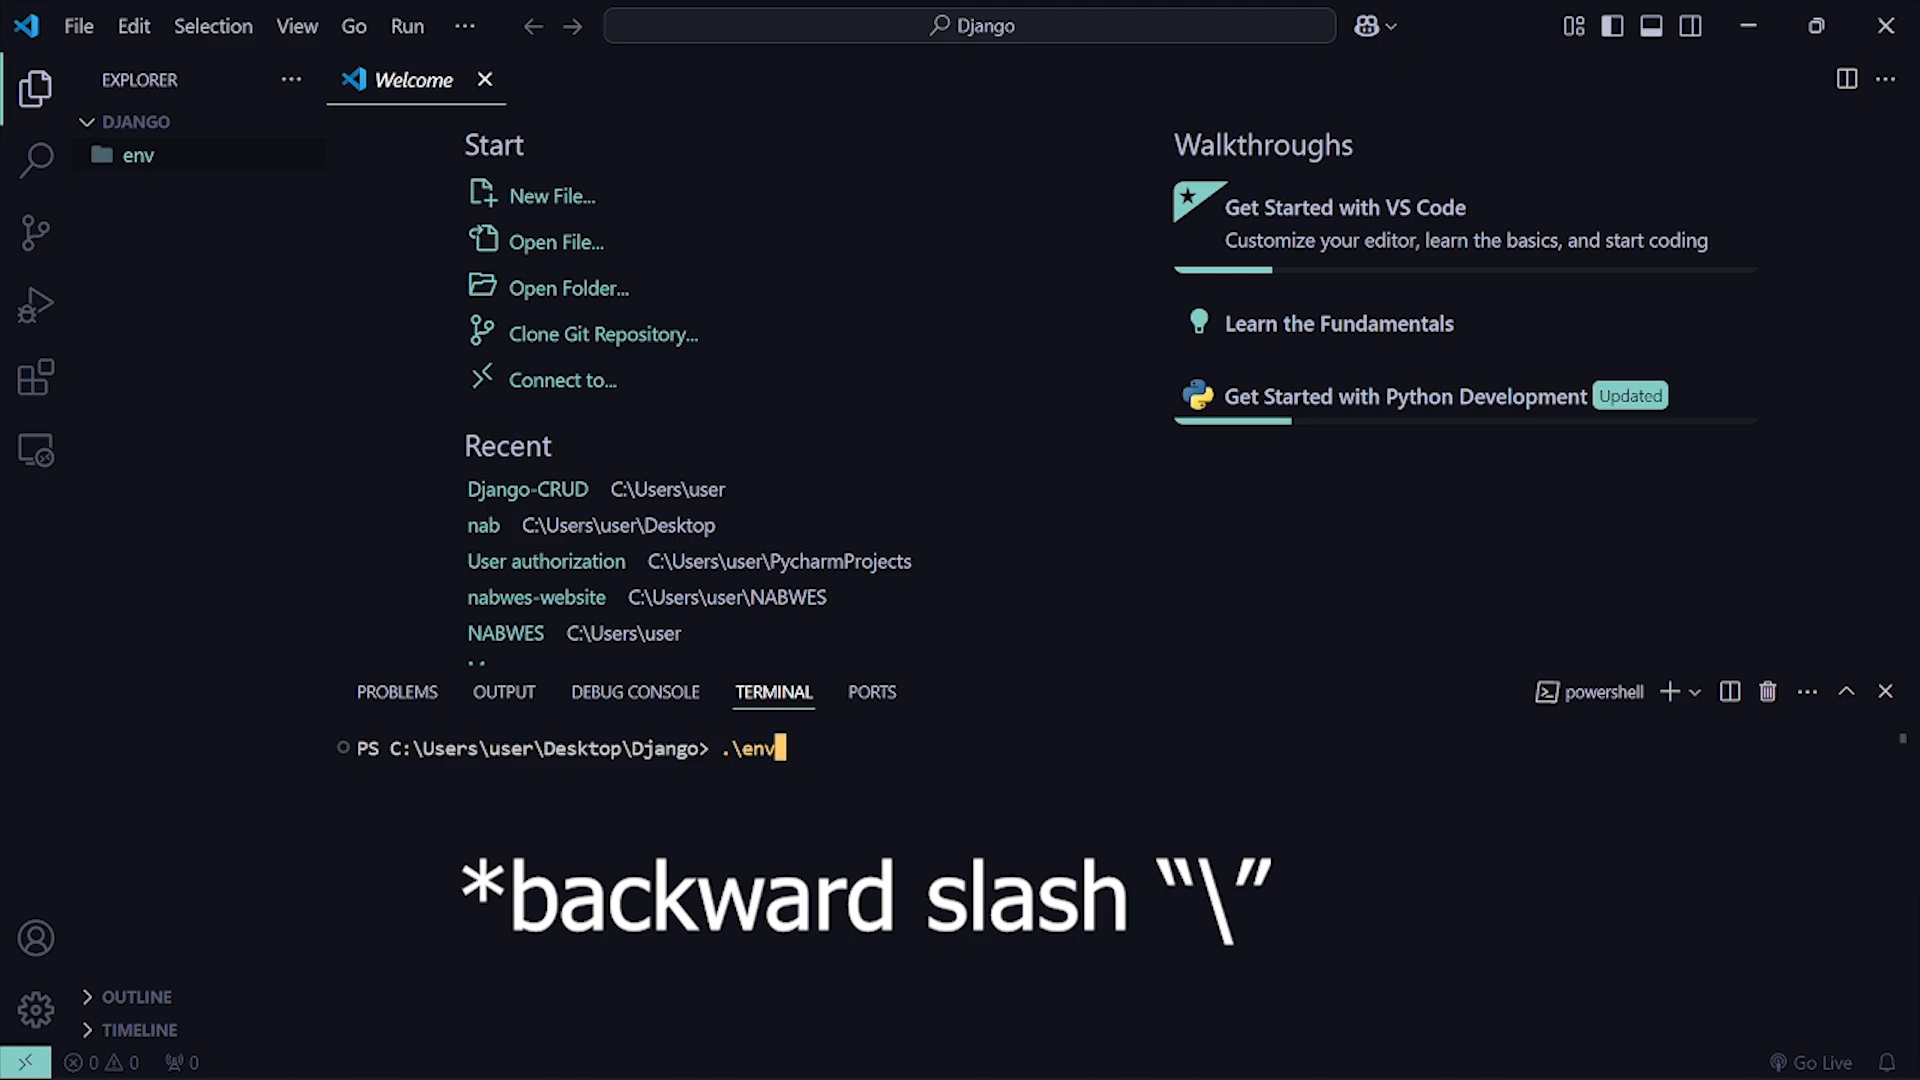 File Edit Selection View Go Run ···
Django
EXPLORER ···
Welcome
DJANGO
env
Start
New File...
Open File...
Open Folder...
Clone Git Repository...
Connect to...
Recent
Django-CRUD C:\Users\user
nab C:\Users\user\Desktop
User authorization C:\Users\user\PycharmProjects
nabwes-website C:\Users\user\NABWES
NABWES C:\Users\user
Walkthroughs
Get Started with VS Code
Customize your editor, learn the basics, and start coding
Learn the Fundamentals
Get Started with Python Development Updated
PROBLEMS OUTPUT DEBUG CONSOLE TERMINAL PORTS
powershell
PS C:\Users\user\Desktop\Django> .\env
*backward slash “\”
OUTLINE
TIMELINE
0 0 0
Go Live